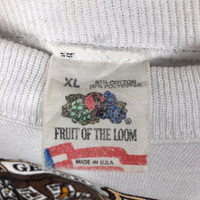 XL
50% COTTON
50% POLYESTER
FRUIT OF THE LOOM
MADE IN U.S.A.